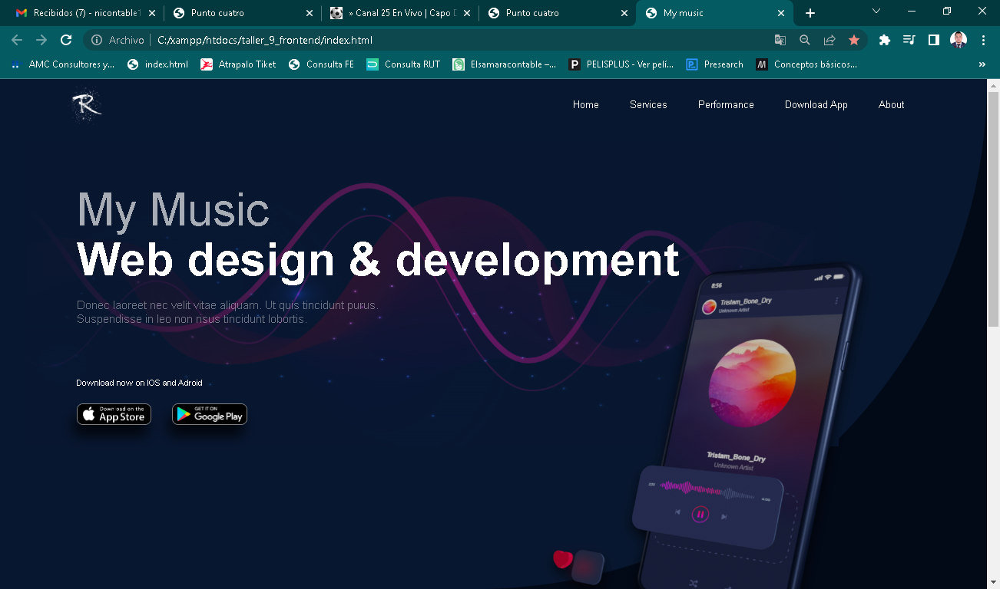 Recibidos (7) - nicontable1
Punto cuatro
» Canal 25 En Vivo | Capo D
Punto cuatro
My music
Archivo
C:/xampp/htdocs/taller_9_frontend/index.html
AMC Consultores y...
index.html
Atrapalo Tiket
Consulta FE
Consulta RUT
Elsamaracontable –...
PELISPLUS - Ver pelí...
Presearch
Conceptos básicos...
»
R
Home
Services
Performance
Download App
About
My Music
Web design & development
Donec laoreet nec velit vitae aliquam. Ut quis tincidunt purus.
Suspendisse in leo non risus tincidunt lobortis.
Download now on IOS and Adroid
Download on the
App Store
GET IT ON
Google Play
8:56
Tristam_Bone_Dry
Unknown Artist
Tristam_Bone_Dry
Unknown Artist